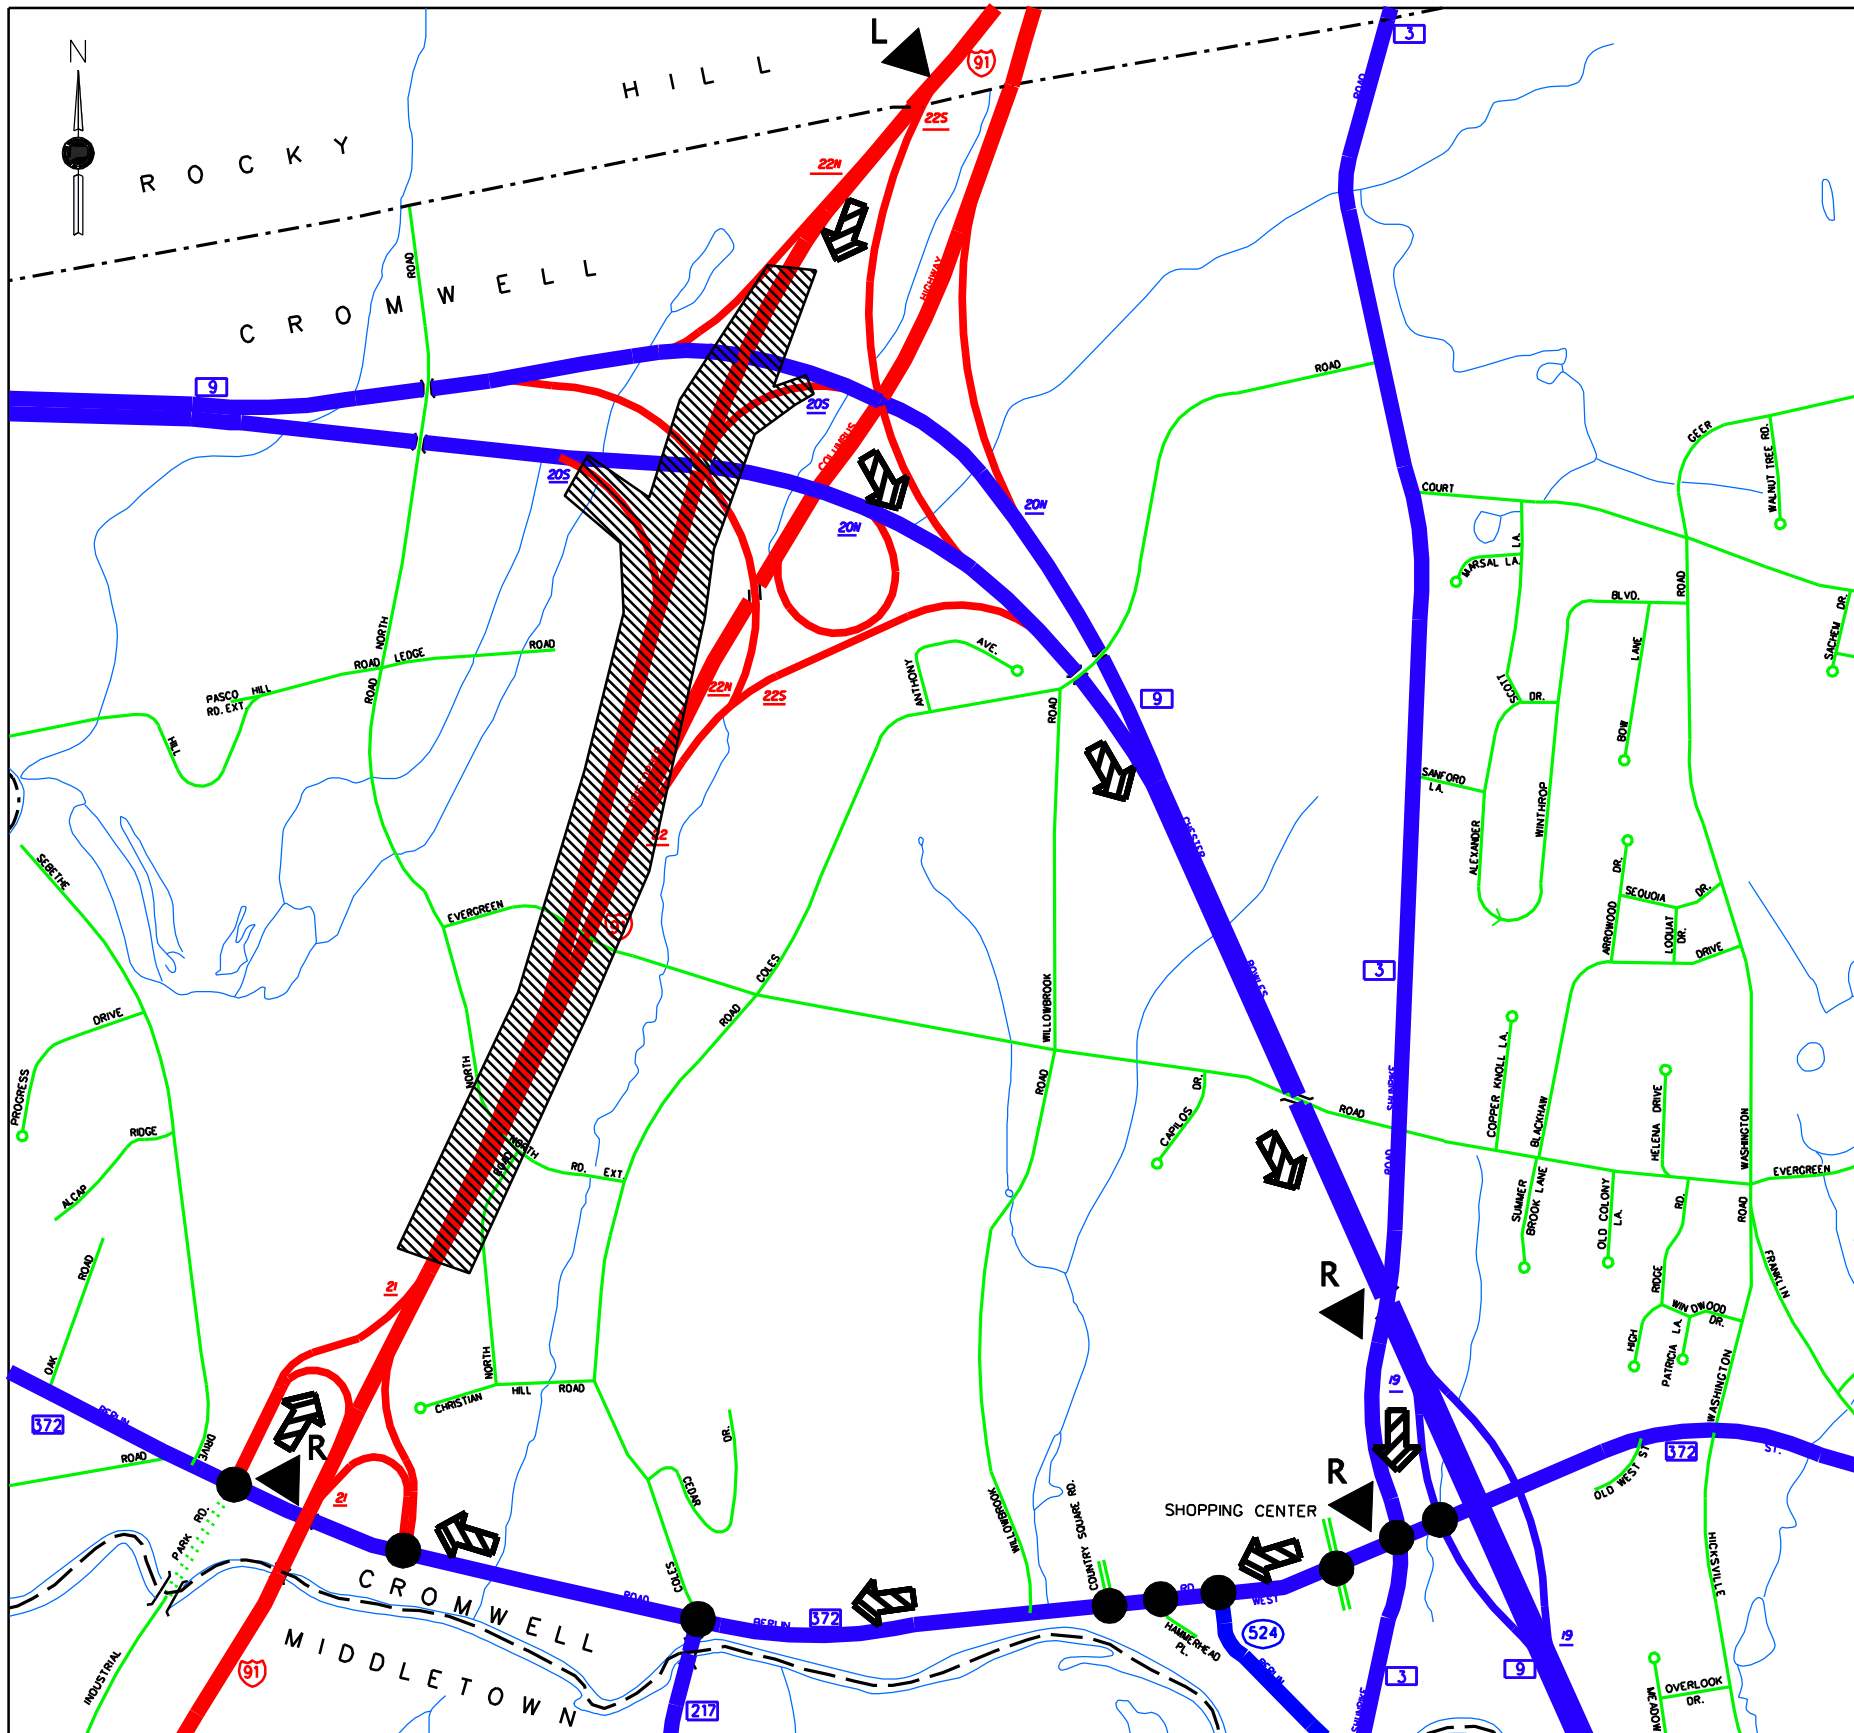 N
L
91
3
ROAD
ROCKY HILL
22S
22N
CROMWELL
ROAD
HIGHWAY
9
ROAD
20S
COLUMBUS
20S
20N
20N
GEER
WALNUT TREE RD.
COURT
LA.
MARSAL LA.
ROAD
BLVD.
LANE
DR.
SACHEM
NORTH
ROAD LEDGE ROAD
PASCO HILL
RD. EXT.
ROAD
HILL
AVE.
ANTHONY
ROAD
22N
22S
9
SCOTT
DR.
BOW
SANFORD
LA.
WINTHROP
ALEXANDER
CHESTER
22
SEBETHE
EVERGREEN
91
COLES
ROAD
WILLOWBROOK
BOWLES
3
DR.
SEQUOIA
DR.
ARROWOOD
LOQUAT
DR.
DRIVE
DRIVE
PROGRESS
NORTH
ROAD
SHUNPIKE
ROAD
DR.
CAPILOS
ROAD
COPPER KNOLL LA.
BLACKHAW
HELENA DRIVE
WASHINGTON
EVERGREEN
RIDGE
ALCAP
NORTH
ROAD
RD. EXT.
SUMMER
BROOK LANE
OLD COLONY
LA.
RD.
ROAD
FRANKLIN
ROAD
OAK
21
R
RIDGE
WINDWOOD
DR.
HIGH
PATRICIA LA.
WASHINGTON
NORTH
CHRISTIAN HILL ROAD
19
372
BERLIN
ROAD
DRIVE
R
21
DR.
CEDAR
WILLOWBROOK
COUNTRY SQUARE RD.
SHOPPING CENTER
R
OLD WEST ST.
372
ST.
PARK RD.
CROMWELL
ROAD
COLES
BERLIN
372
RD.
WEST
HAMMERHEAD
PL.
524
BERLIN
HICKSVILLE
MIDDLETOWN
INDUSTRIAL
91
217
3
SHUNPIKE
9
19
MEADOW
OVERLOOK
DR.